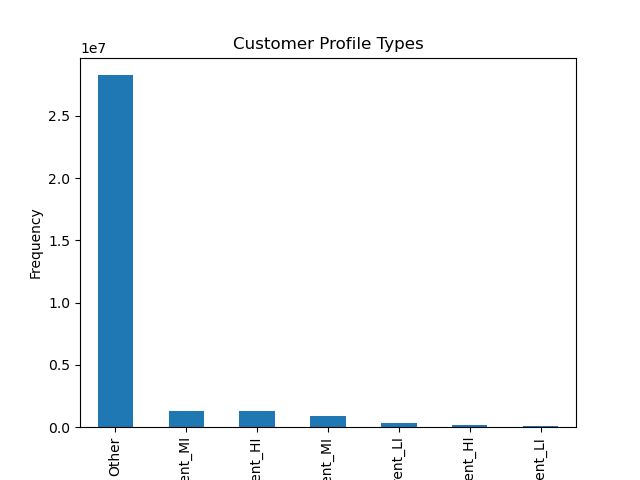 Customer Profile Types
1e7
Frequency
2.5
2.0
1.5
1.0
0.5
0.0
Other
ent_MI
ent_HI
ent_MI
ent_LI
ent_HI
ent_LI